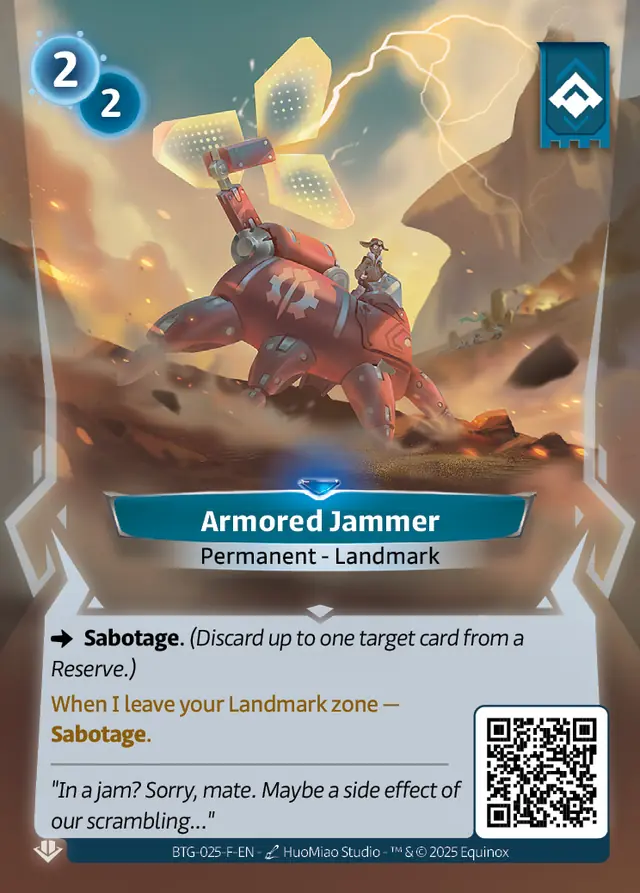 2
2
Armored Jammer
Permanent - Landmark
Sabotage. (Discard up to one target card from a
Reserve.)
When I leave your Landmark zone —
Sabotage.
"In a jam? Sorry, mate. Maybe a side effect of
our scrambling..."
BTG-025-F-EN - HuoMiao Studio - ™ & © 2025 Equinox